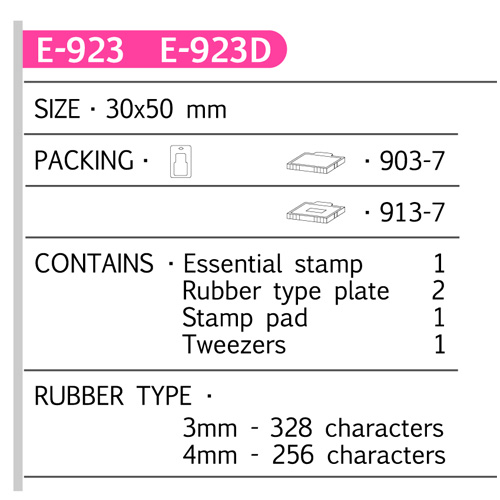 E-923 E-923D
SIZE · 30x50 mm
PACKING · · 903-7
· 913-7
CONTAINS · Essential stamp 1
Rubber type plate 2
Stamp pad 1
Tweezers 1
RUBBER TYPE ·
3mm - 328 characters
4mm - 256 characters